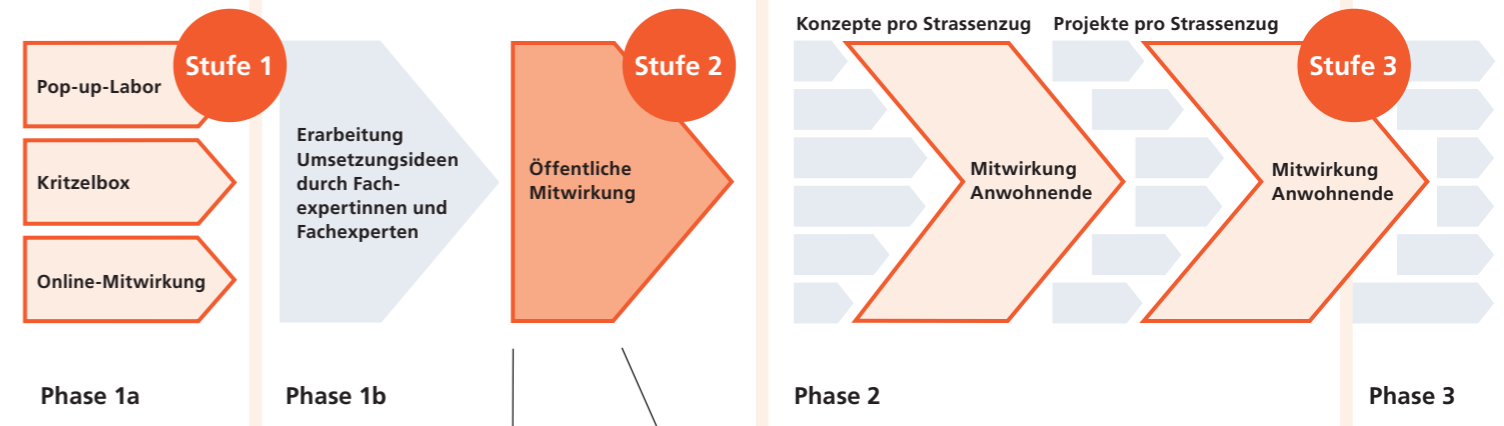 Konzepte pro Strassenzug
Projekte pro Strassenzug
Stufe 1
Pop-up-Labor
Kritzelbox
Online-Mitwirkung
Erarbeitung
Umsetzungsideen
durch Fach-
expertinnen und
Fachexperten
Stufe 2
Öffentliche
Mitwirkung
Mitwirkung
Anwohnende
Stufe 3
Mitwirkung
Anwohnende
Phase 1a
Phase 1b
Phase 2
Phase 3